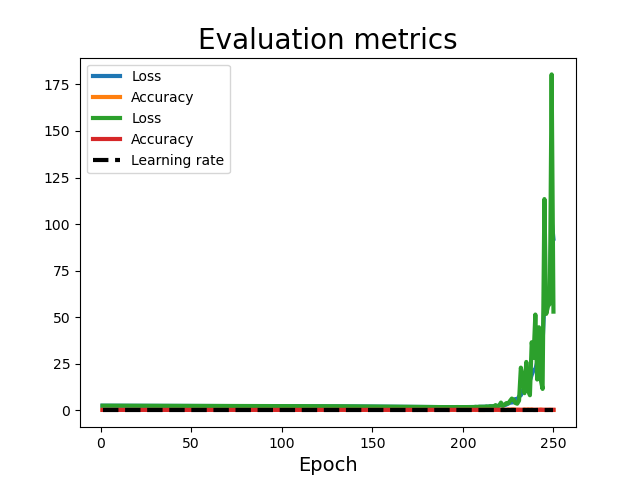 Evaluation metrics
Loss
Accuracy
Loss
Accuracy
Learning rate
175
150
125
100
75
50
25
0
0 50 100 150 200 250
Epoch